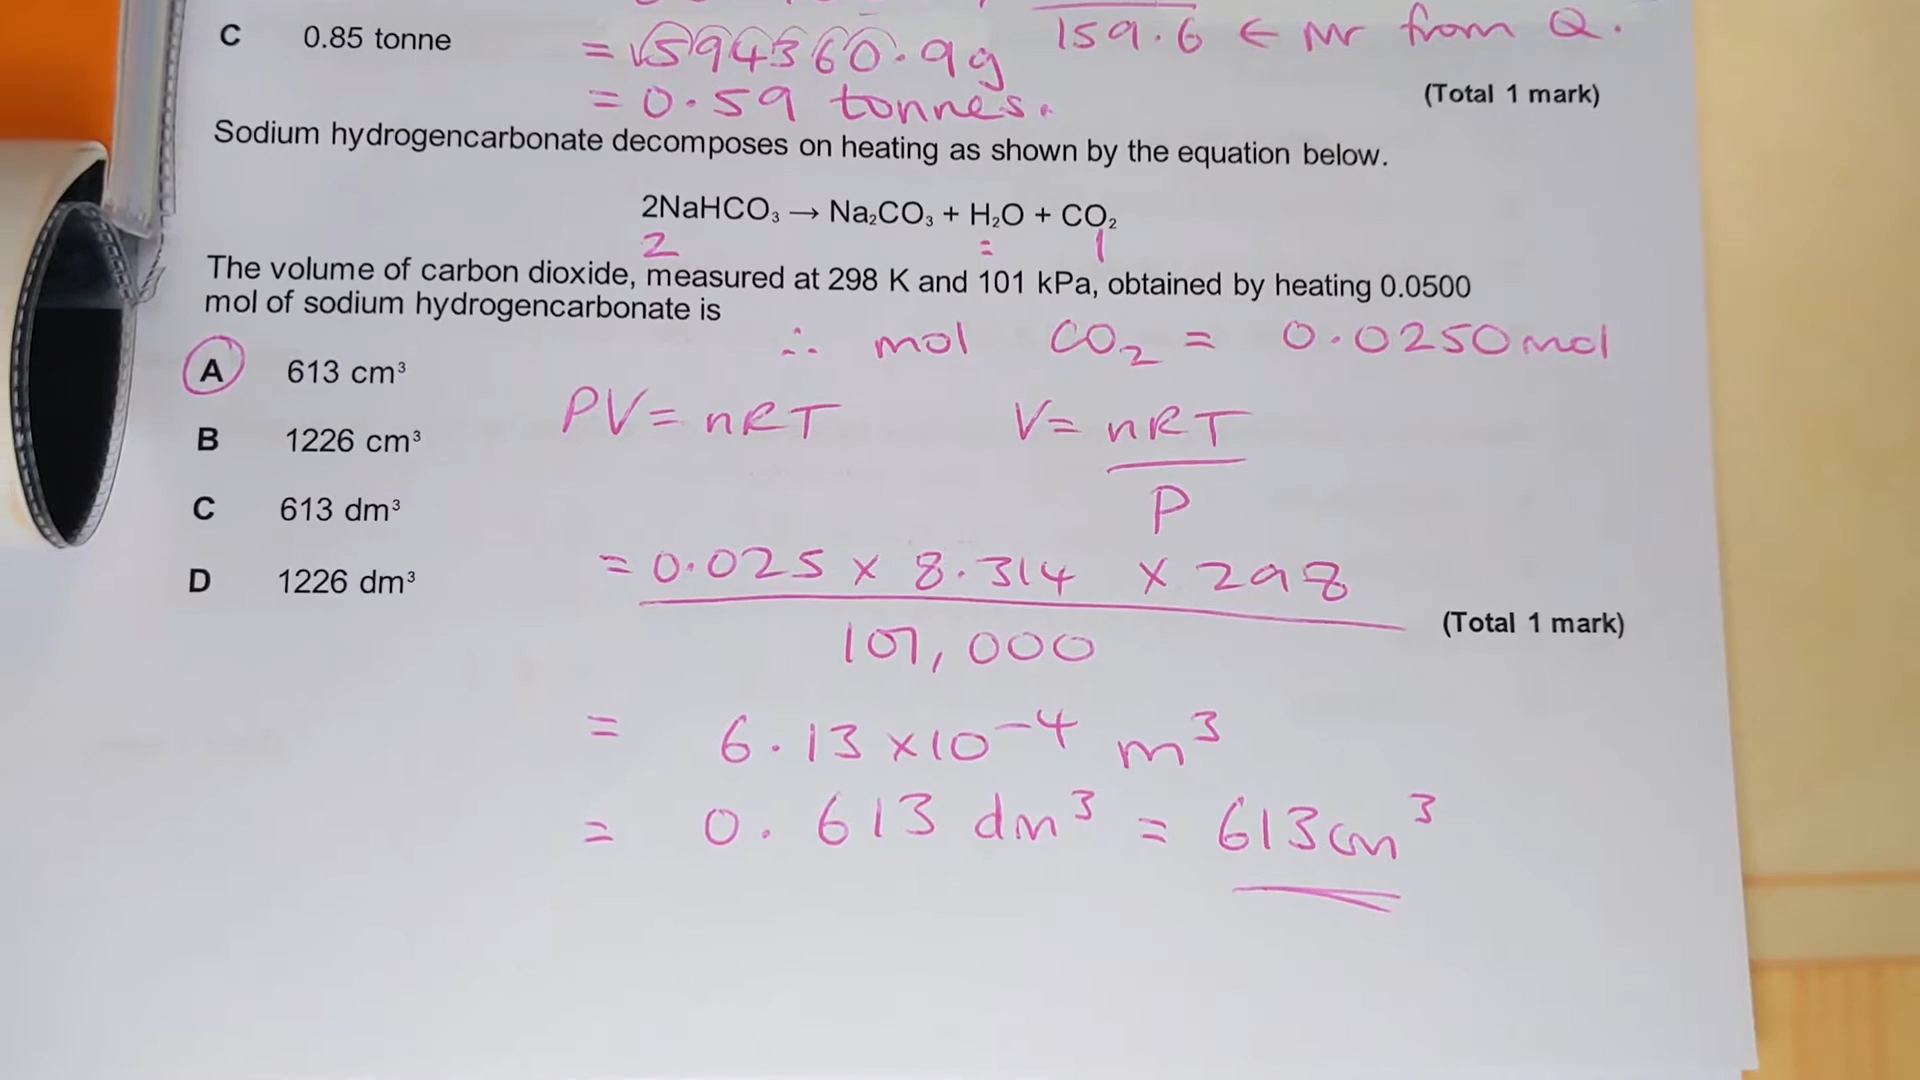 C 0.85 tonne
= 594360.9g
159.6 ← Mr from Q.
= 0.59 tonnes.
(Total 1 mark)
Sodium hydrogencarbonate decomposes on heating as shown by the equation below.
2NaHCO₃ → Na₂CO₃ + H₂O + CO₂
2 : 1
The volume of carbon dioxide, measured at 298 K and 101 kPa, obtained by heating 0.0500
mol of sodium hydrogencarbonate is
∴ mol CO₂ = 0.0250mol
A 613 cm³
PV = nRT V = nRT
P
B 1226 cm³
C 613 dm³
= 0.025 × 8.314 × 298
101,000
D 1226 dm³
(Total 1 mark)
= 6.13 ×10⁻⁴ m³
= 0.613 dm³ = 613cm³